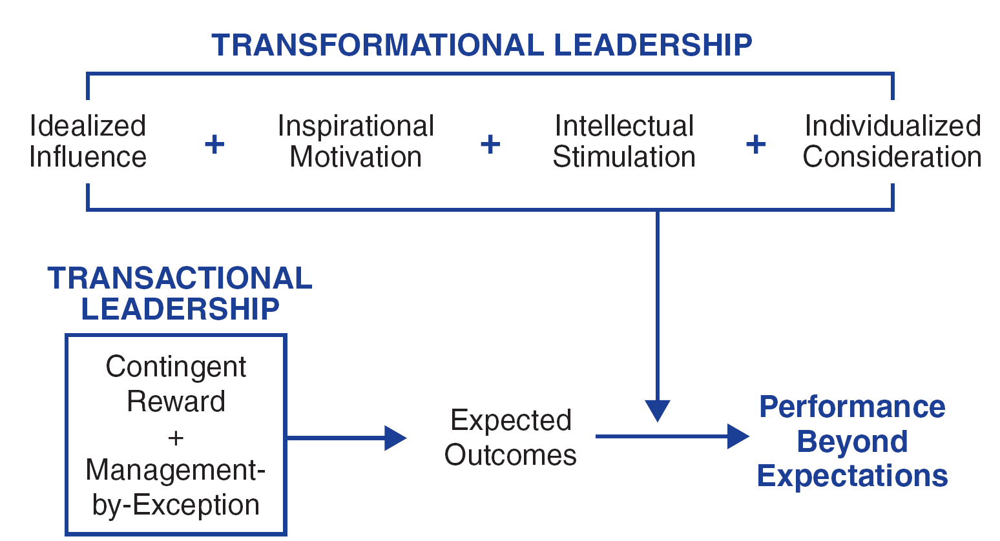 TRANSFORMATIONAL LEADERSHIP
Idealized
Influence
+
Inspirational
Motivation
+
Intellectual
Stimulation
+
Individualized
Consideration
TRANSACTIONAL
LEADERSHIP
Contingent
Reward
+
Management-
by-Exception
Expected
Outcomes
Performance
Beyond
Expectations